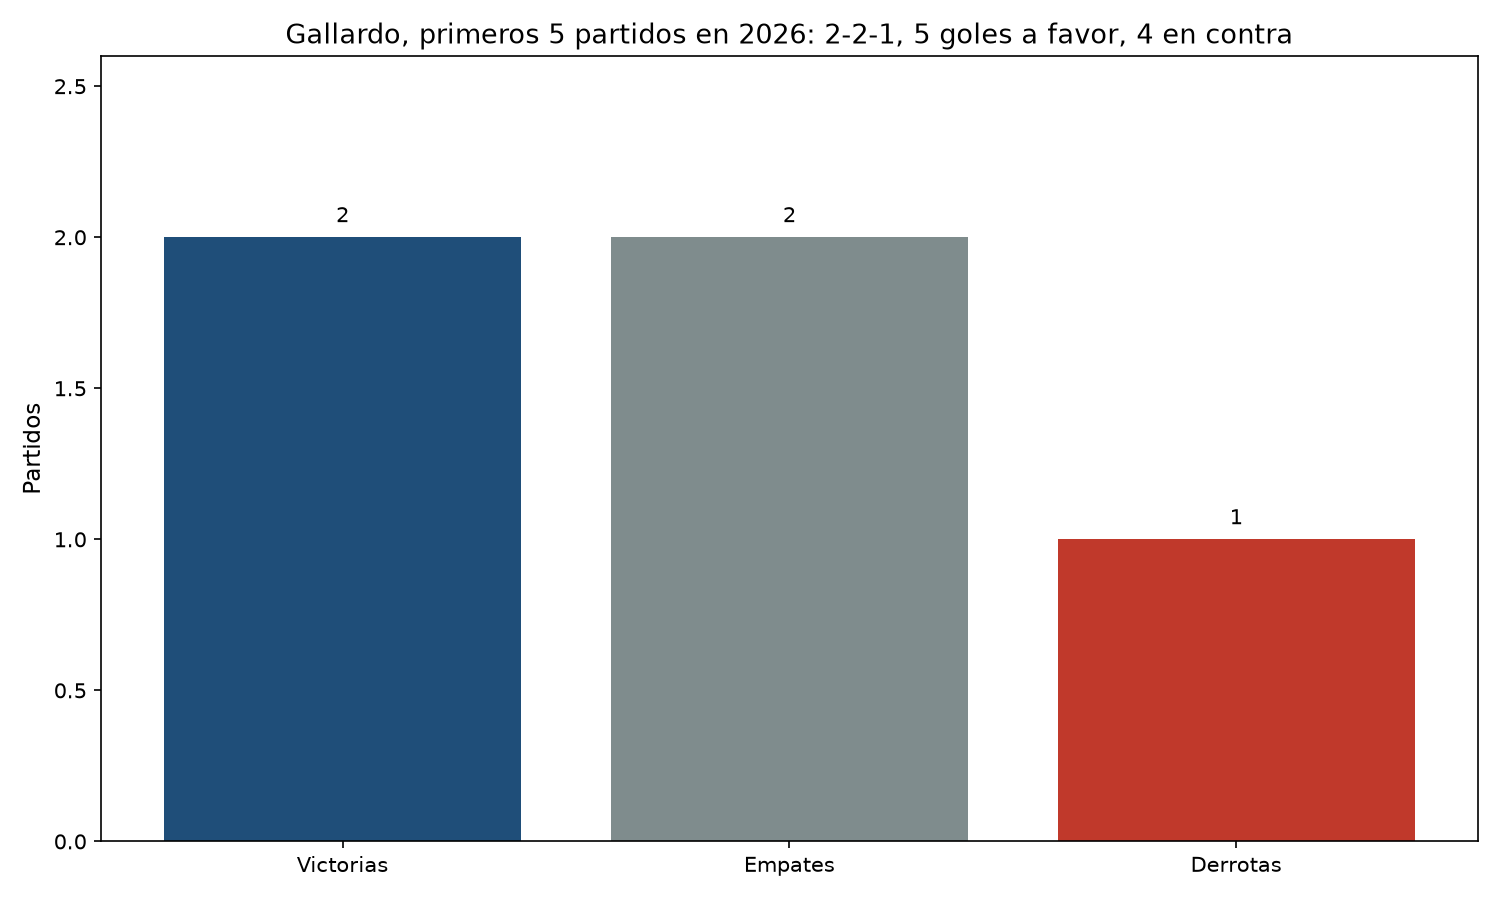 Gallardo, primeros 5 partidos en 2026: 2-2-1, 5 goles a favor, 4 en contra
2.5
2.0
1.5
1.0
0.5
0.0
Partidos
2
2
1
Victorias
Empates
Derrotas